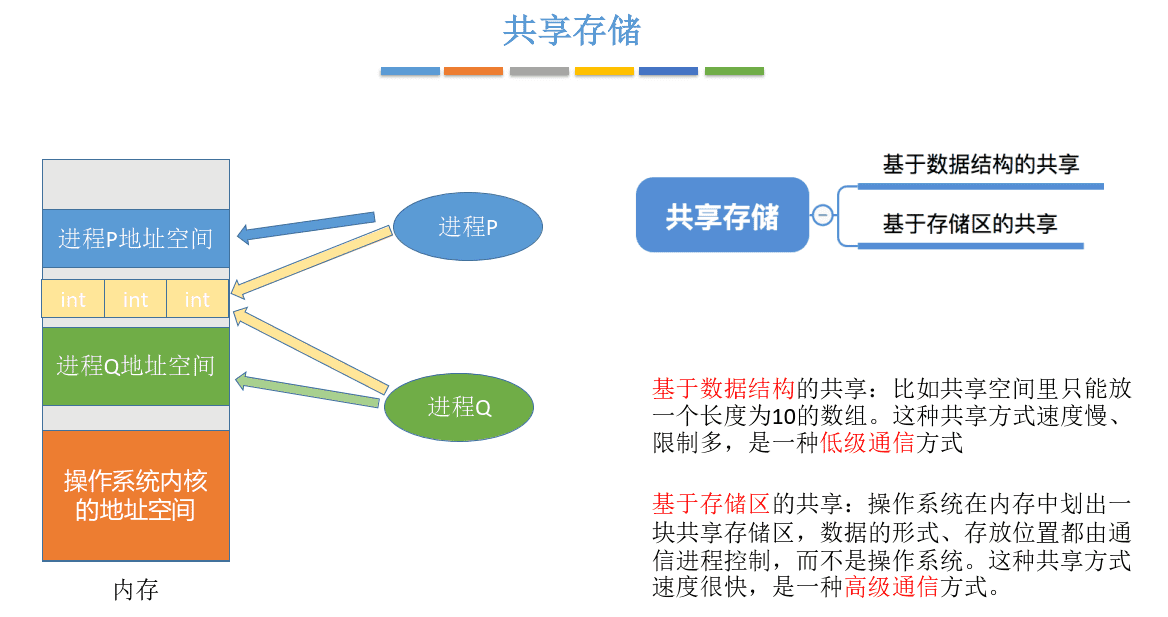 共享存储
进程P地址空间
int int int
进程Q地址空间
操作系统内核
的地址空间
内存
进程P
进程Q
共享存储
基于数据结构的共享
基于存储区的共享
基于数据结构的共享：比如共享空间里只能放
一个长度为10的数组。这种共享方式速度慢、
限制多，是一种低级通信方式
基于存储区的共享：操作系统在内存中划出一
块共享存储区，数据的形式、存放位置都由通
信进程控制，而不是操作系统。这种共享方式
速度很快，是一种高级通信方式。